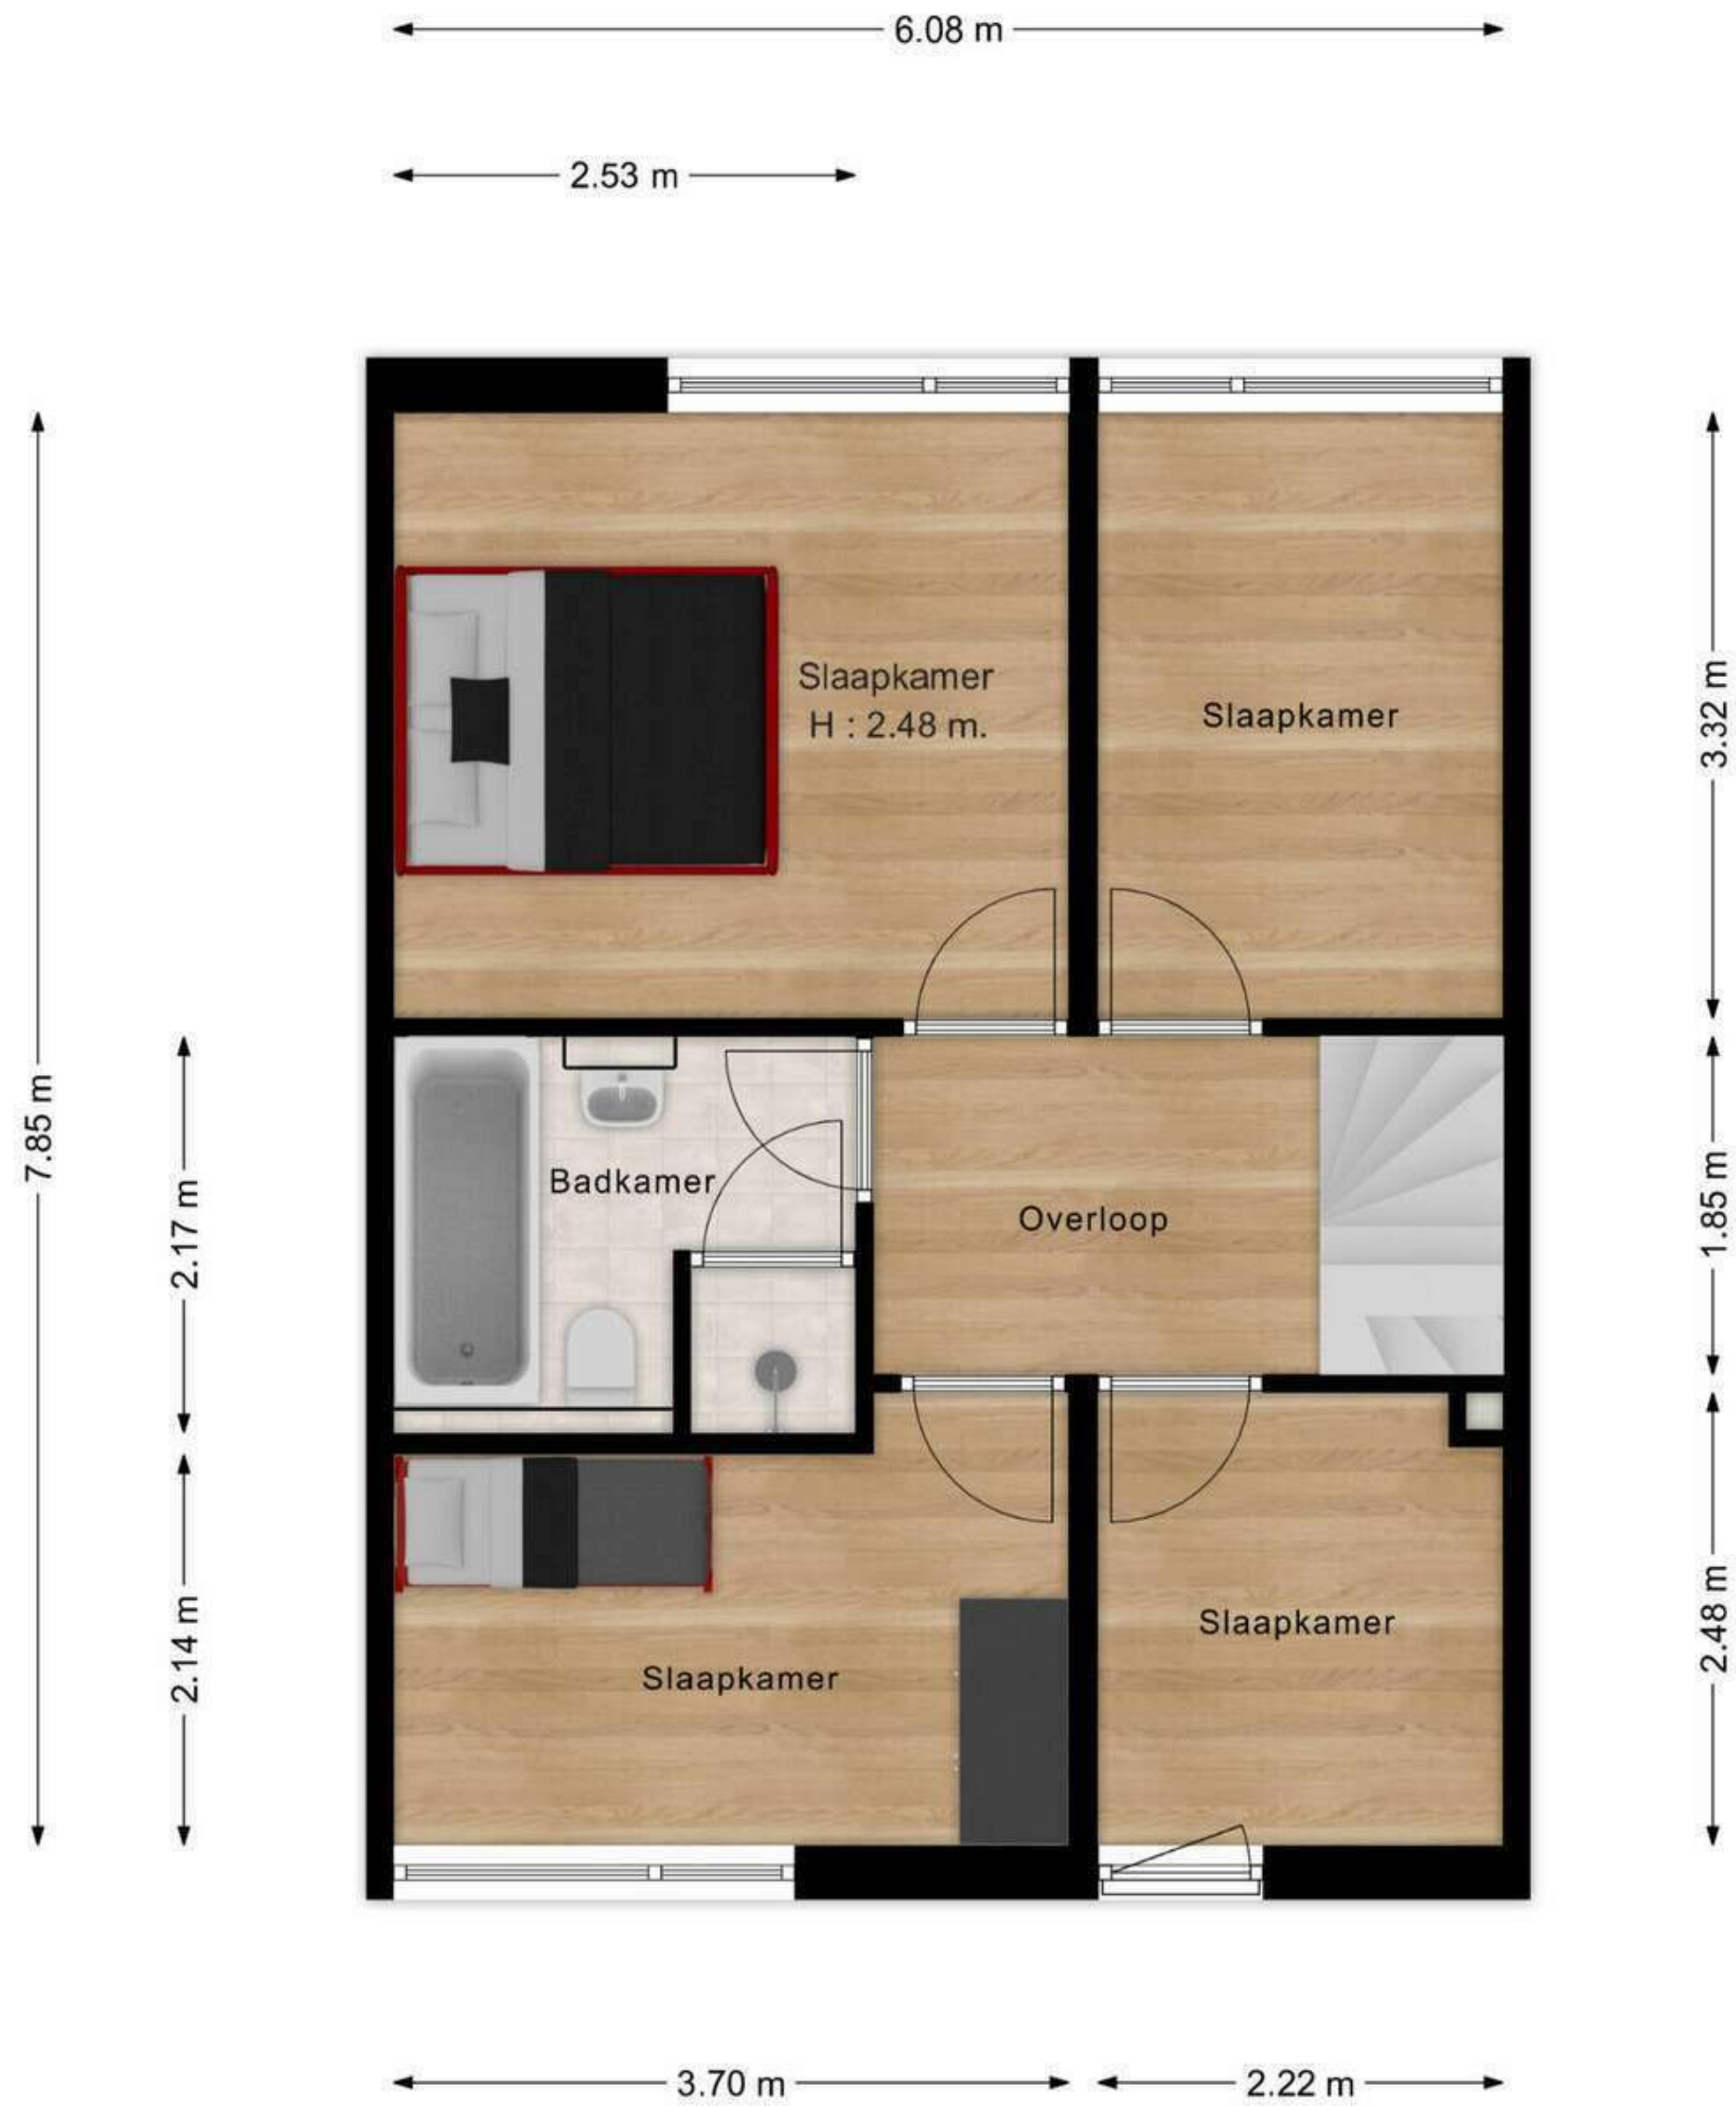 6.08 m
2.53 m
Slaapkamer
H : 2.48 m.
Slaapkamer
3.32 m
7.85 m
2.17 m
Badkamer
Overloop
1.85 m
2.14 m
Slaapkamer
Slaapkamer
2.48 m
3.70 m
2.22 m